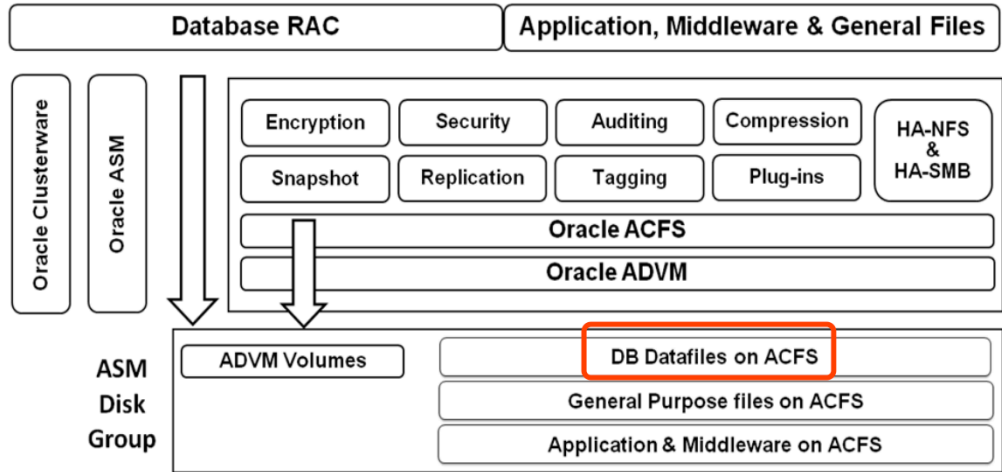 Database RAC
Application, Middleware & General Files
Oracle Clusterware
Oracle ASM
Encryption
Security
Auditing
Compression
HA-NFS
&
HA-SMB
Snapshot
Replication
Tagging
Plug-ins
Oracle ACFS
Oracle ADVM
ASM
Disk
Group
ADVM Volumes
DB Datafiles on ACFS
General Purpose files on ACFS
Application & Middleware on ACFS